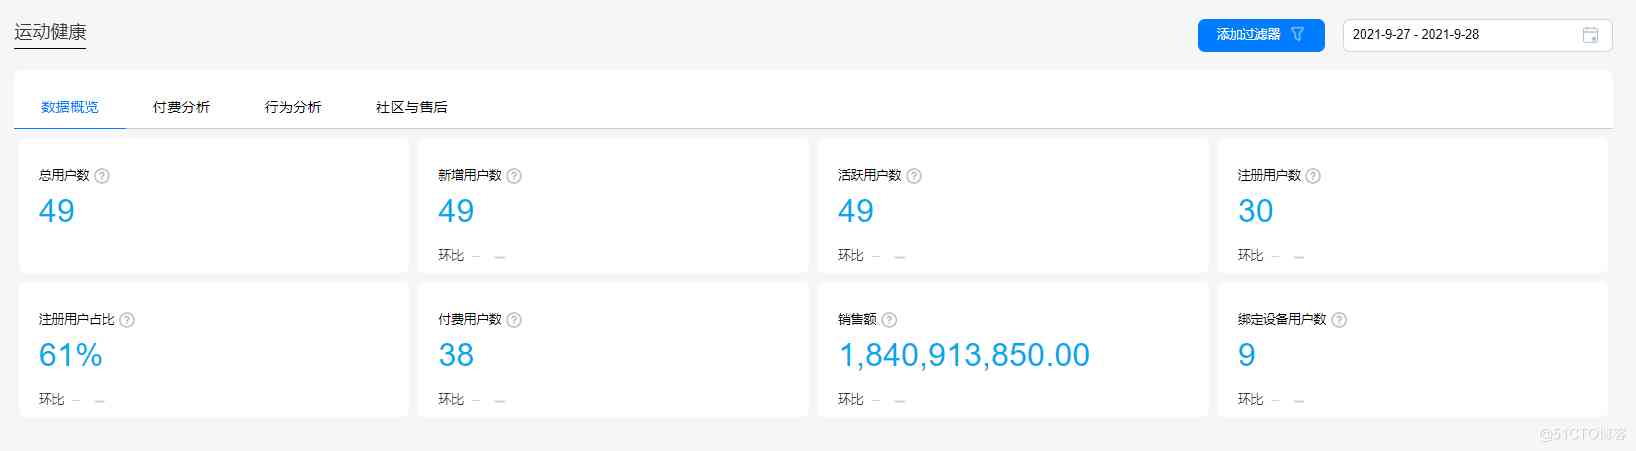 运动健康
添加过滤器
2021-9-27 - 2021-9-28
数据概览 付费分析 行为分析 社区与售后
总用户数 新增用户数 活跃用户数 注册用户数
49 49 49 30
环比 – – 环比 – – 环比 – –
注册用户占比 付费用户数 销售额 绑定设备用户数
61% 38 1,840,913,850.00 9
环比 – – 环比 – – 环比 – – 环比 – –
@51CTO博客